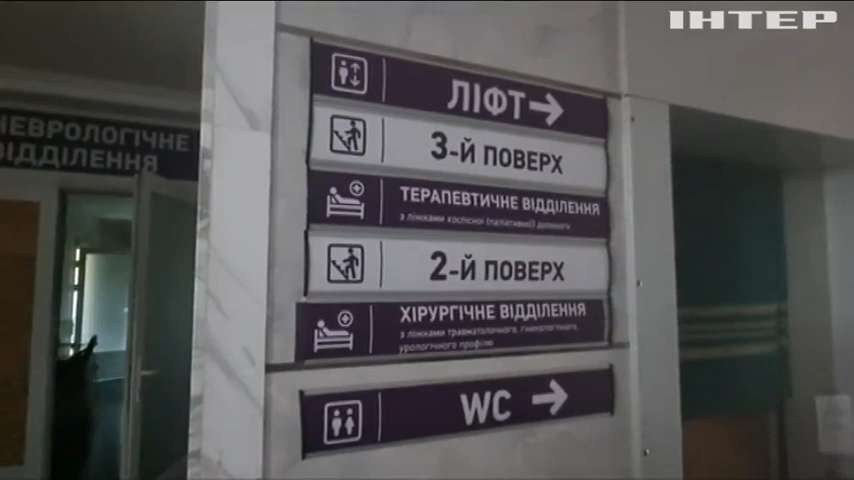 ІНТЕР
НЕВРОЛОГІЧНЕ
ВІДДІЛЕННЯ
ЛІФТ→
3-Й ПОВЕРХ
ТЕРАПЕВТИЧНЕ ВІДДІЛЕННЯ
з ліжками хоспісної (паліативної) допомоги
2-Й ПОВЕРХ
ХІРУРГІЧНЕ ВІДДІЛЕННЯ
з ліжками травматологічного, гінекологічного,
урологічного профілю
WC →